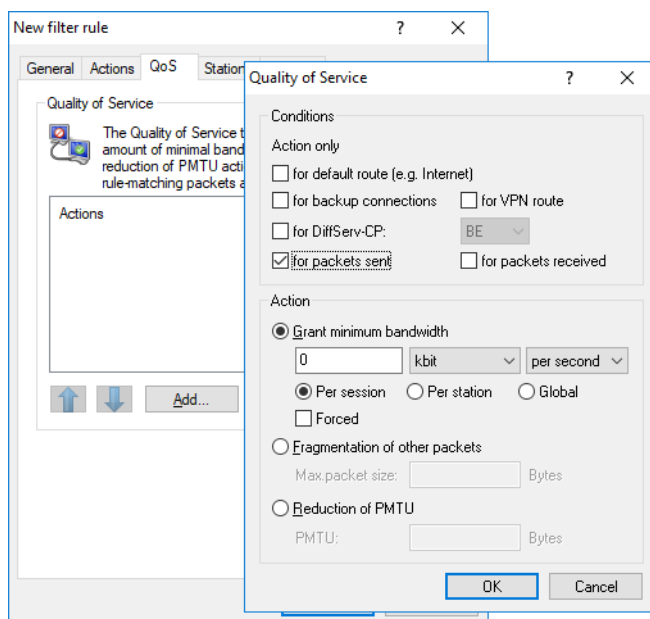 New filter rule ?
General Actions QoS Station
Quality of Service
The Quality of Service t
amount of minimal band
reduction of PMTU acti
rule-matching packets a
Actions
Add...
Quality of Service ?
Conditions
Action only
for default route (e.g. Internet)
for backup connections for VPN route
for DiffServ-CP: BE
for packets sent for packets received
Action
Grant minimum bandwidth
0 kbit per second
Per session Per station Global
Forced
Fragmentation of other packets
Max.packet size: Bytes
Reduction of PMTU
PMTU: Bytes
OK Cancel